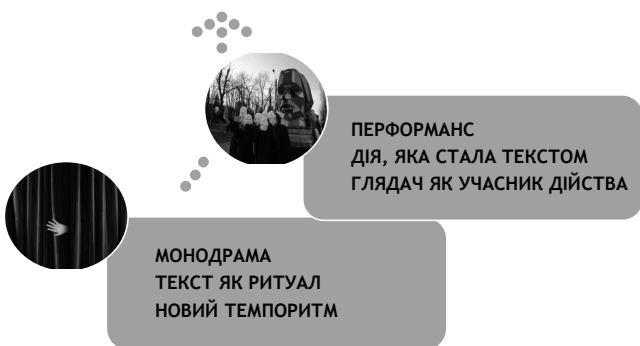 ПЕРФОРМАНС
ДІЯ, ЯКА СТАЛА ТЕКСТОМ
ГЛЯДАЧ ЯК УЧАСНИК ДІЙСТВА
МОНОДРАМА
ТЕКСТ ЯК РИТУАЛ
НОВИЙ ТЕМПОРИТМ